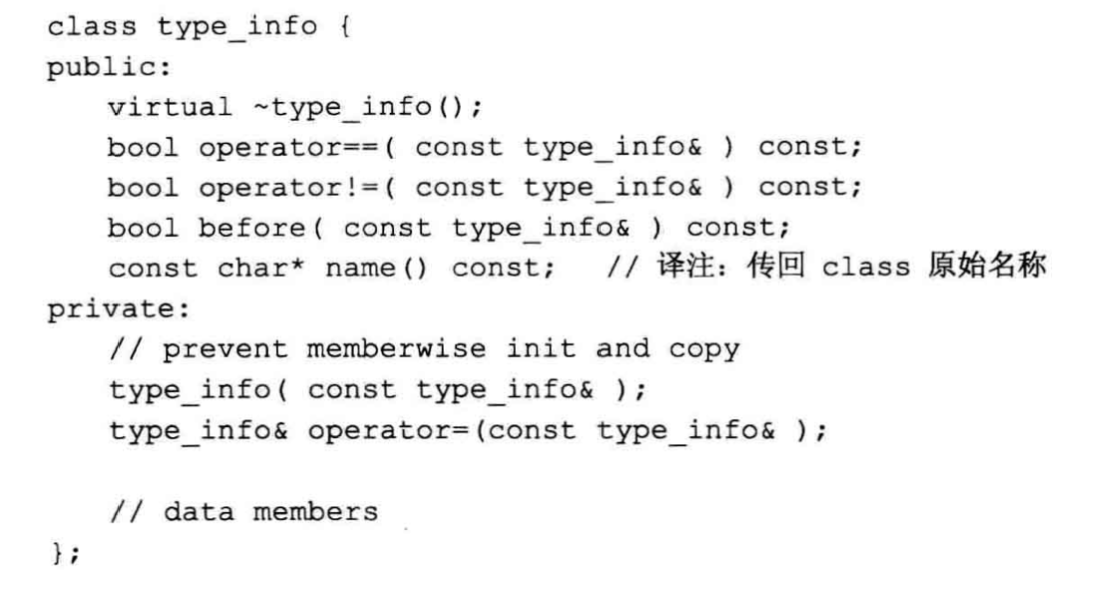 class type_info {
public:
    virtual ~type_info();
    bool operator==( const type_info& ) const;
    bool operator!=( const type_info& ) const;
    bool before( const type_info& ) const;
    const char* name() const;   // 译注：传回 class 原始名称
private:
    // prevent memberwise init and copy
    type_info( const type_info& );
    type_info& operator=(const type_info& );

    // data members
};